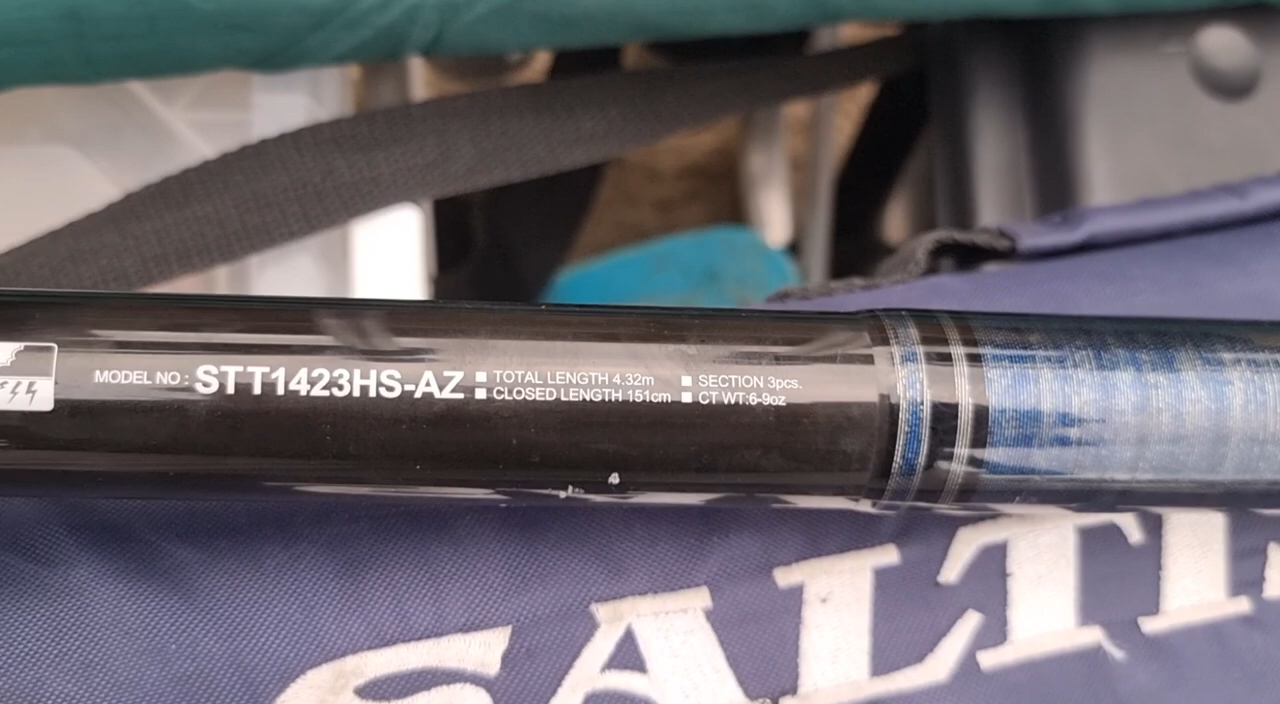 MODEL NO : STT1423HS-AZ
■ TOTAL LENGTH 4.32m ■ SECTION 3pcs.
■ CLOSED LENGTH 151cm ■ CT WT:6-9oz